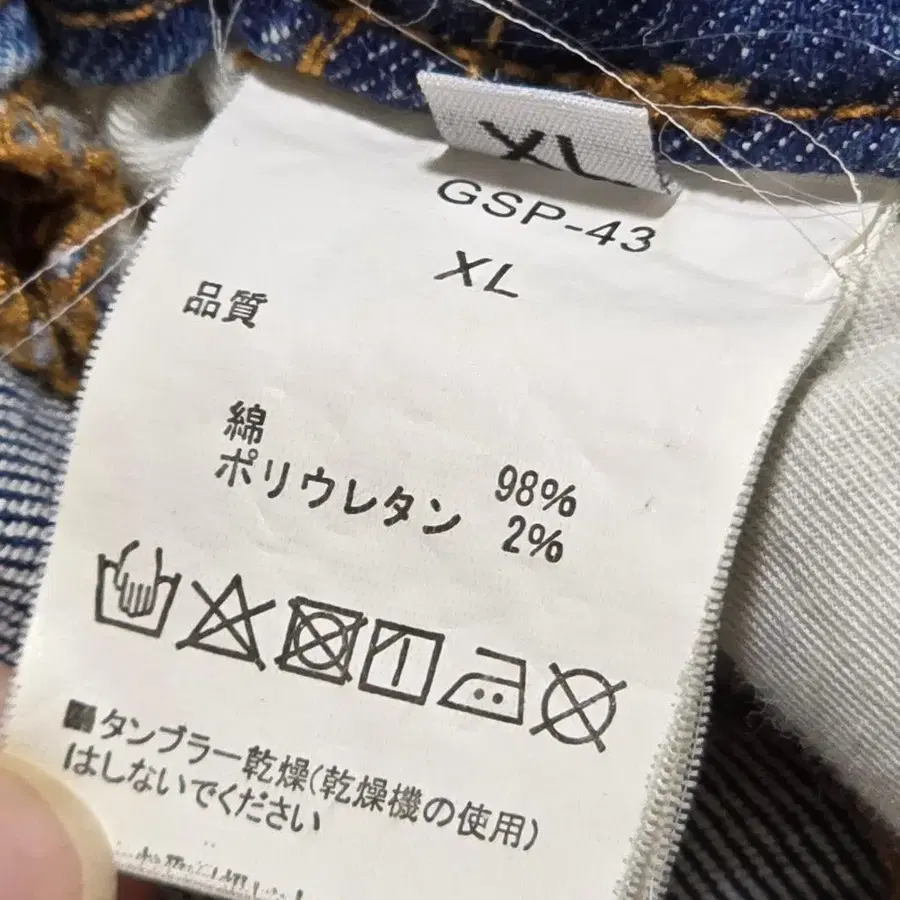 XL
GSP-43
XL
品質
綿 98%
ポリウレタン 2%
タンブラー乾燥(乾燥機の使用)
はしないでください